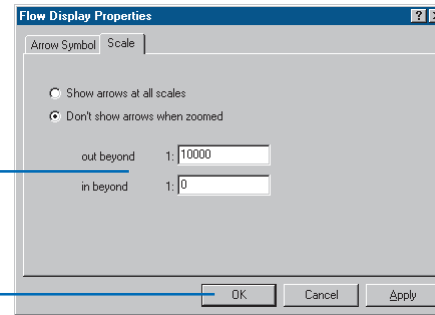 Flow Display Properties
Arrow Symbol Scale
Show arrows at all scales
Don't show arrows when zoomed
out beyond 1: 10000
in beyond 1: 0
OK Cancel Apply